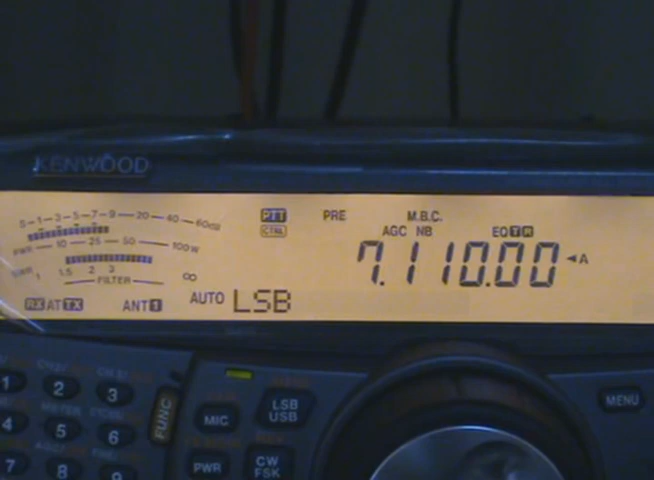 KENWOOD
S 1 3 5 7 9 20 40 60dB
PTT PRE M.B.C.
CTRL AGC NB EQ T R
PWR 10 25 50 100W
7.110.00 ◄A
SWR 1 1.5 2 3 ∞
FILTER
RX AT TX ANT 1 AUTO LSB
1 2 3
4 5 6
7 8 9
FUNC
MIC
LSB
USB
MENU
PWR
CW
FSK